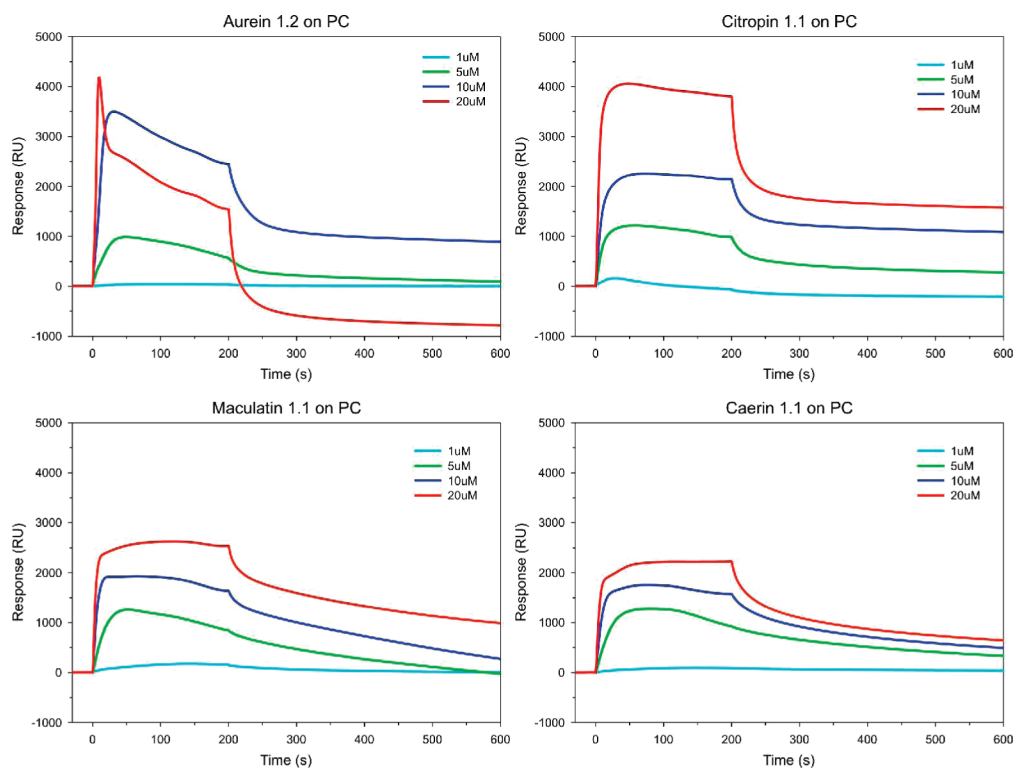 Aurein 1.2 on PC
5000
4000
3000
2000
1000
0
-1000
Response (RU)
1uM
5uM
10uM
20uM
0 100 200 300 400 500 600
Time (s)
Citropin 1.1 on PC
5000
4000
3000
2000
1000
0
-1000
Response (RU)
1uM
5uM
10uM
20uM
0 100 200 300 400 500 600
Time (s)
Maculatin 1.1 on PC
5000
4000
3000
2000
1000
0
-1000
Response (RU)
1uM
5uM
10uM
20uM
0 100 200 300 400 500 600
Time (s)
Caerin 1.1 on PC
5000
4000
3000
2000
1000
0
-1000
Response (RU)
1uM
5uM
10uM
20uM
0 100 200 300 400 500 600
Time (s)